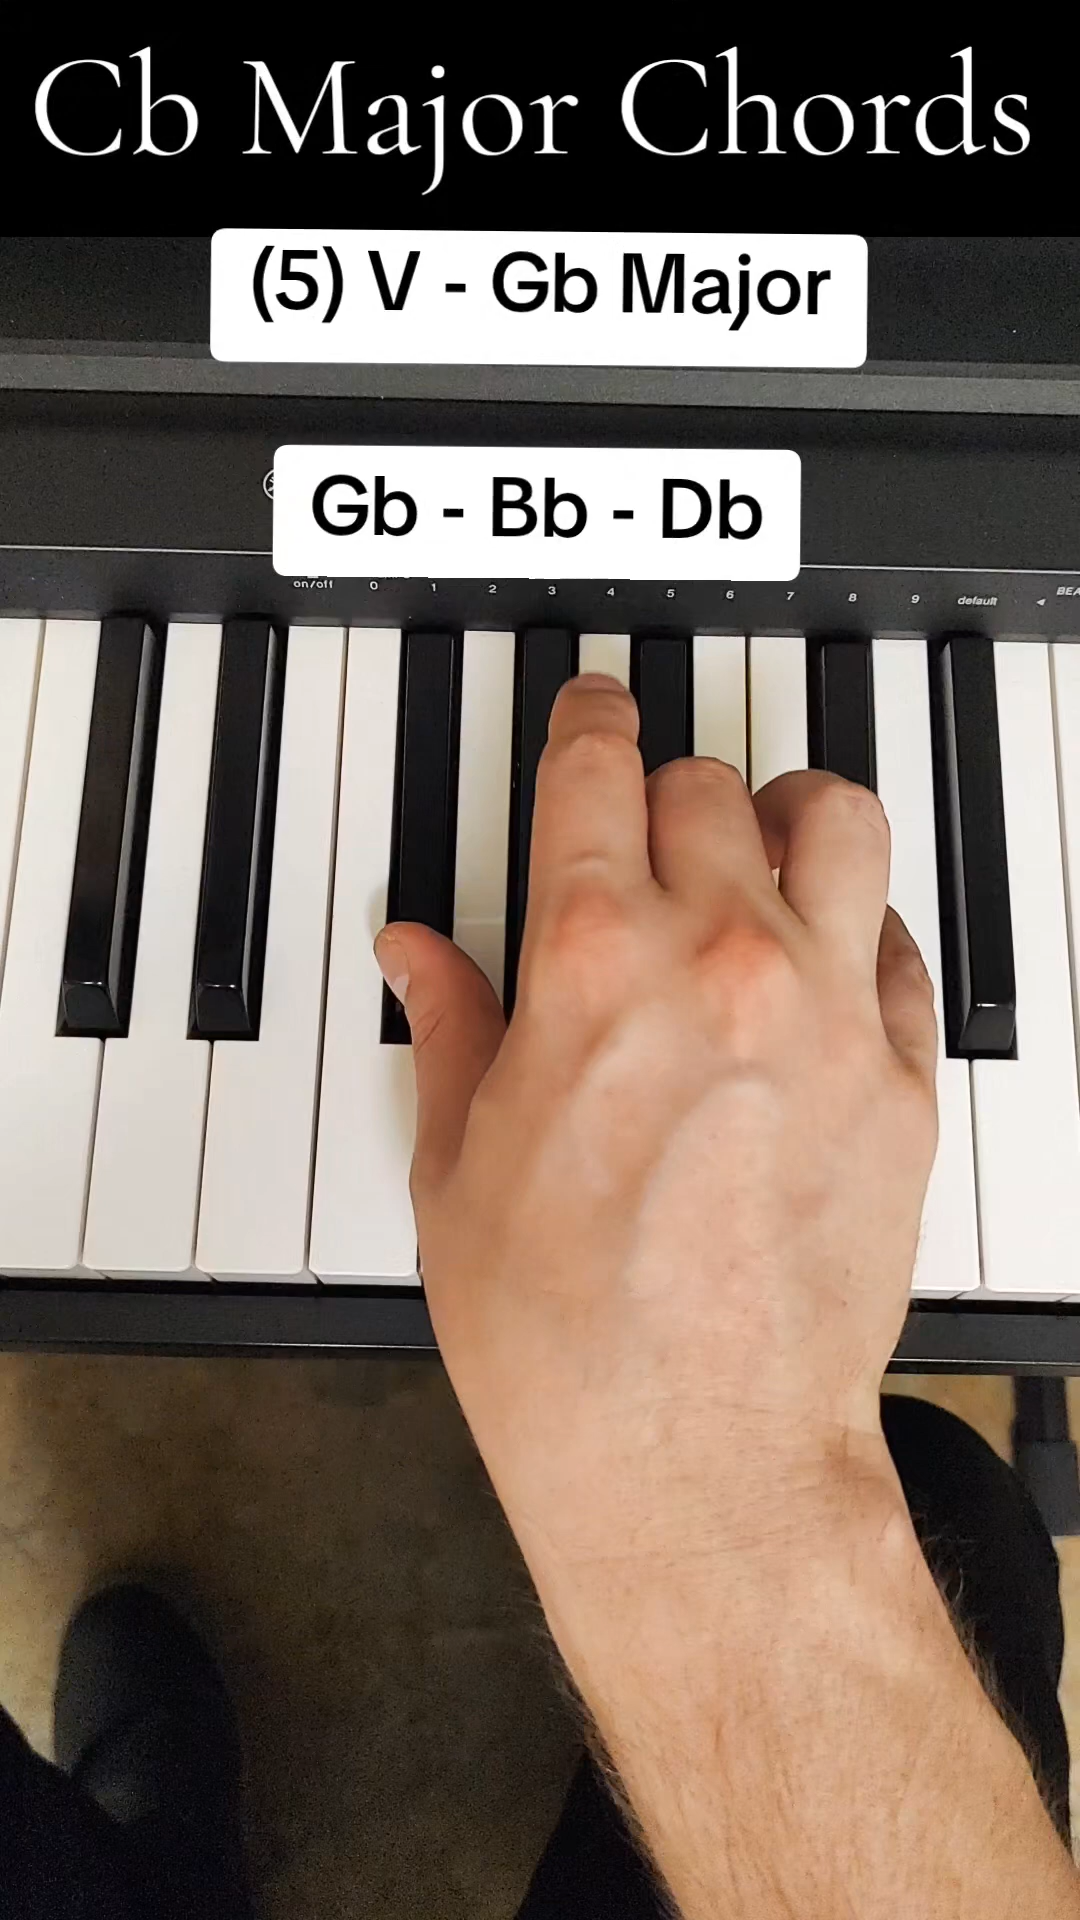 Cb Major Chords
(5) V - Gb Major
Gb - Bb - Db
on/off 0 1 2 3 4 5 6 7 8 9 default